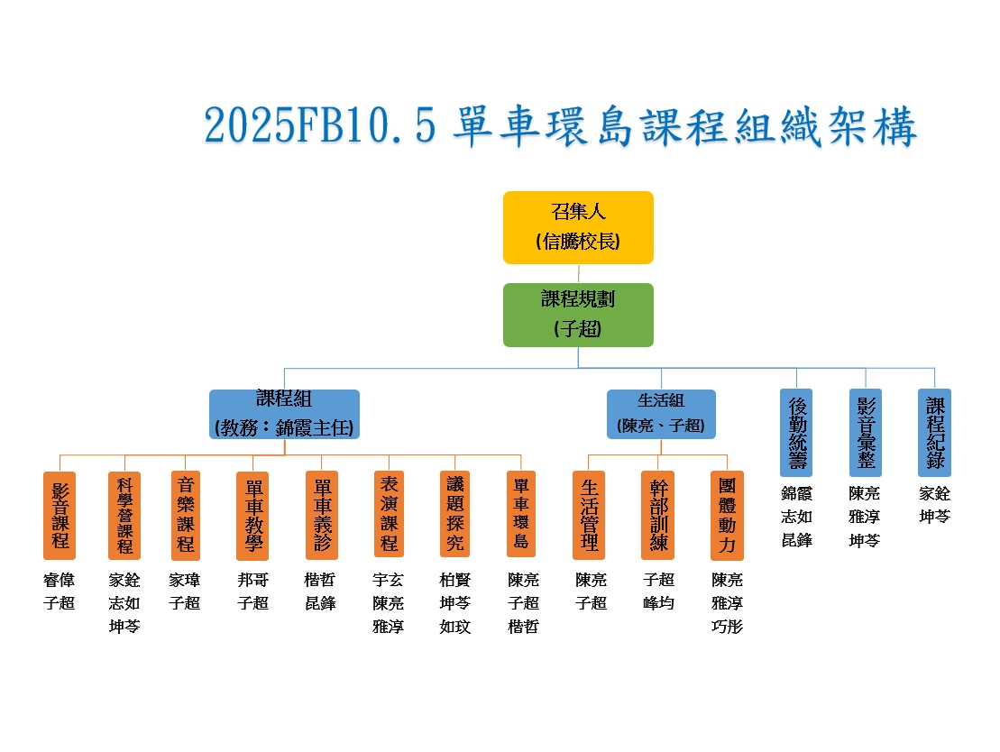 2025FB10.5單車環島課程組織架構
召集人
(信騰校長)
課程規劃
(子超)
課程組
(教務：錦霞主任)
生活組
(陳亮、子超)
後勤統籌
錦霞
志如
昆鋒
影音彙整
陳亮
雅淳
坤苓
課程紀錄
家銓
坤苓
影音課程
睿偉
子超
科學營課程
家銓
志如
坤苓
音樂課程
家瑋
子超
單車教學
邦哥
子超
單車義診
楷哲
昆鋒
表演課程
宇玄
陳亮
雅淳
議題探究
柏賢
坤苓
如玟
單車環島
陳亮
子超
楷哲
生活管理
陳亮
子超
幹部訓練
子超
峰均
團體動力
陳亮
雅淳
巧彤